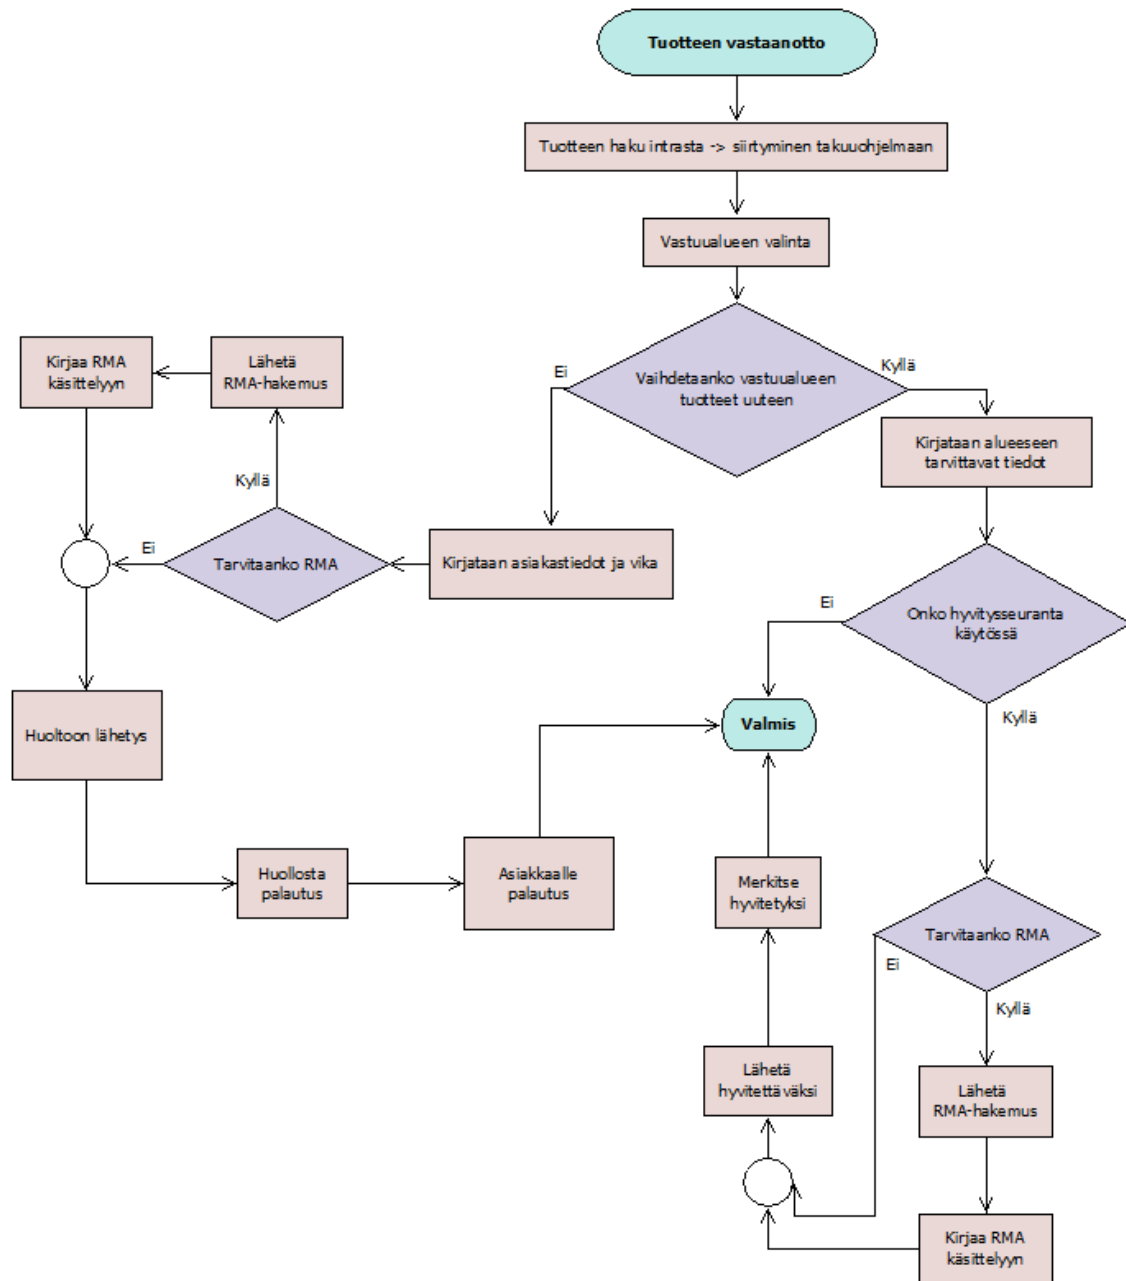 Tuotteen vastaanotto
Tuotteen haku intrasta -> siirtyminen takuuohjelmaan
Vastuualueen valinta
Vaihdetaanko vastuualueen
tuotteet uuteen
Ei
Kyllä
Kirjaa RMA
käsittelyyn
Lähetä
RMA-hakemus
Kyllä
Tarvitaanko RMA
Ei
Kirjataan asiakastiedot ja vika
Kirjataan alueeseen
tarvittavat tiedot
Onko hyvitysseuranta
käytössä
Ei
Kyllä
Huoltoon lähetys
Valmis
Huollosta
palautus
Asiakkaalle
palautus
Merkitse
hyvitetyksi
Tarvitaanko RMA
Ei
Kyllä
Lähetä
hyvitettäväksi
Lähetä
RMA-hakemus
Kirjaa RMA
käsittelyyn